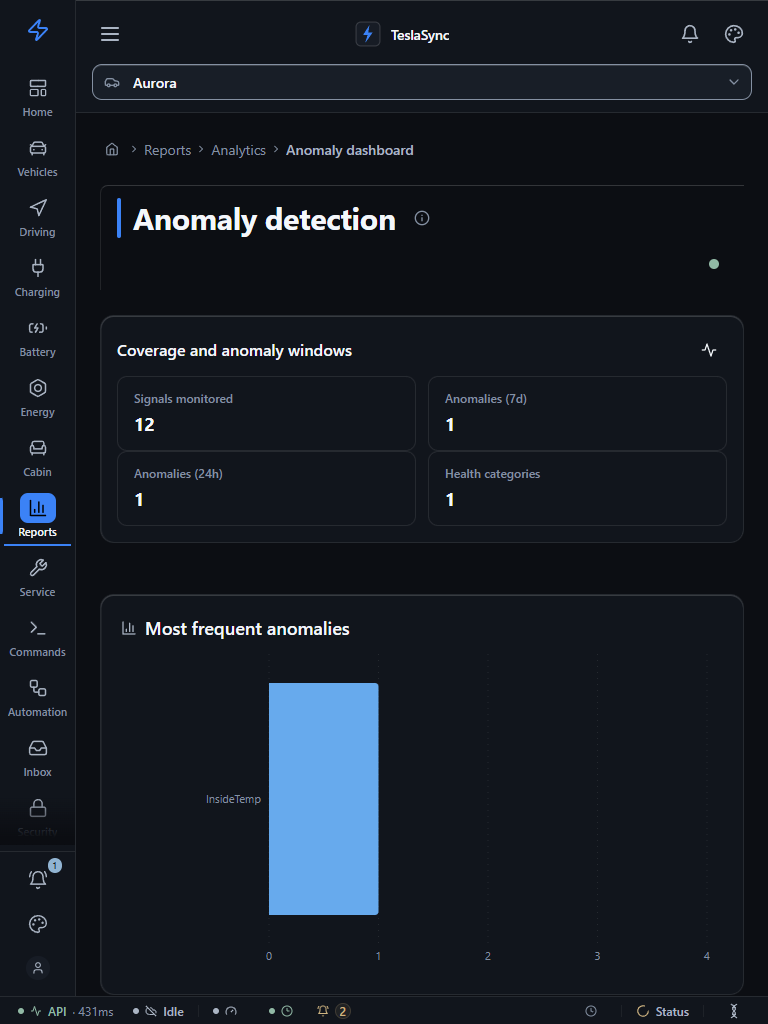 TeslaSync
Aurora
Home
Vehicles
Driving
Charging
Battery
Energy
Cabin
Reports
Service
Commands
Automation
Inbox
Security
1
Reports > Analytics > Anomaly dashboard
Anomaly detection
Coverage and anomaly windows
Signals monitored
12
Anomalies (7d)
1
Anomalies (24h)
1
Health categories
1
Most frequent anomalies
InsideTemp
0 1 2 3 4
API · 431ms Idle 2 Status